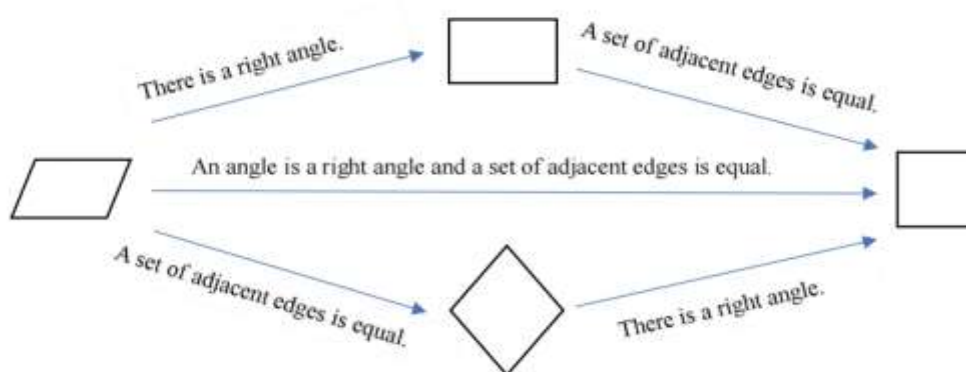 There is a right angle.
A set of adjacent edges is equal.
An angle is a right angle and a set of adjacent edges is equal.
A set of adjacent edges is equal.
There is a right angle.